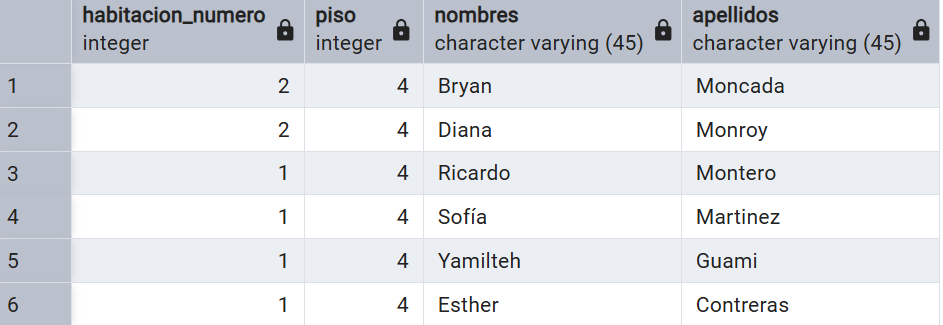 habitacion_numero piso nombres apellidos
integer integer character varying (45) character varying (45)
1 2 4 Bryan Moncada
2 2 4 Diana Monroy
3 1 4 Ricardo Montero
4 1 4 Sofía Martinez
5 1 4 Yamilteh Guami
6 1 4 Esther Contreras